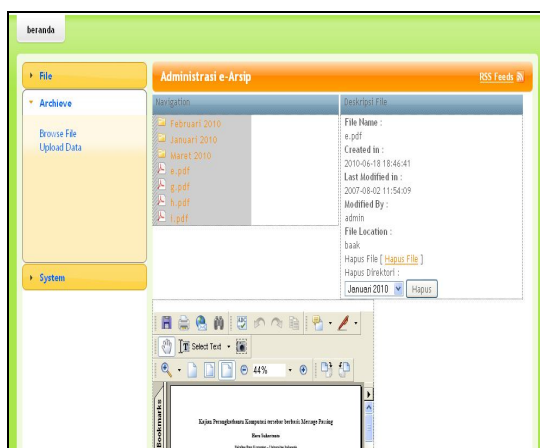 beranda
File
Archieve
Browse File
Upload Data
System
Administrasi e-Arsip
RSS Feeds
Navigation
Februari 2010
Januari 2010
Maret 2010
e.pdf
g.pdf
h.pdf
i.pdf
Deskripsi File
File Name :
e.pdf
Created in :
2010-06-18 18:46:41
Last Modified in :
2007-08-02 11:54:09
Modified By :
admin
File Location :
baak
Hapus File [ Hapus File ]
Hapus Direktori :
Januari 2010 Hapus
Select Text
44%
Bookmarks
Kajian Perangkat Komputasi tersebar berbasis Message Passing